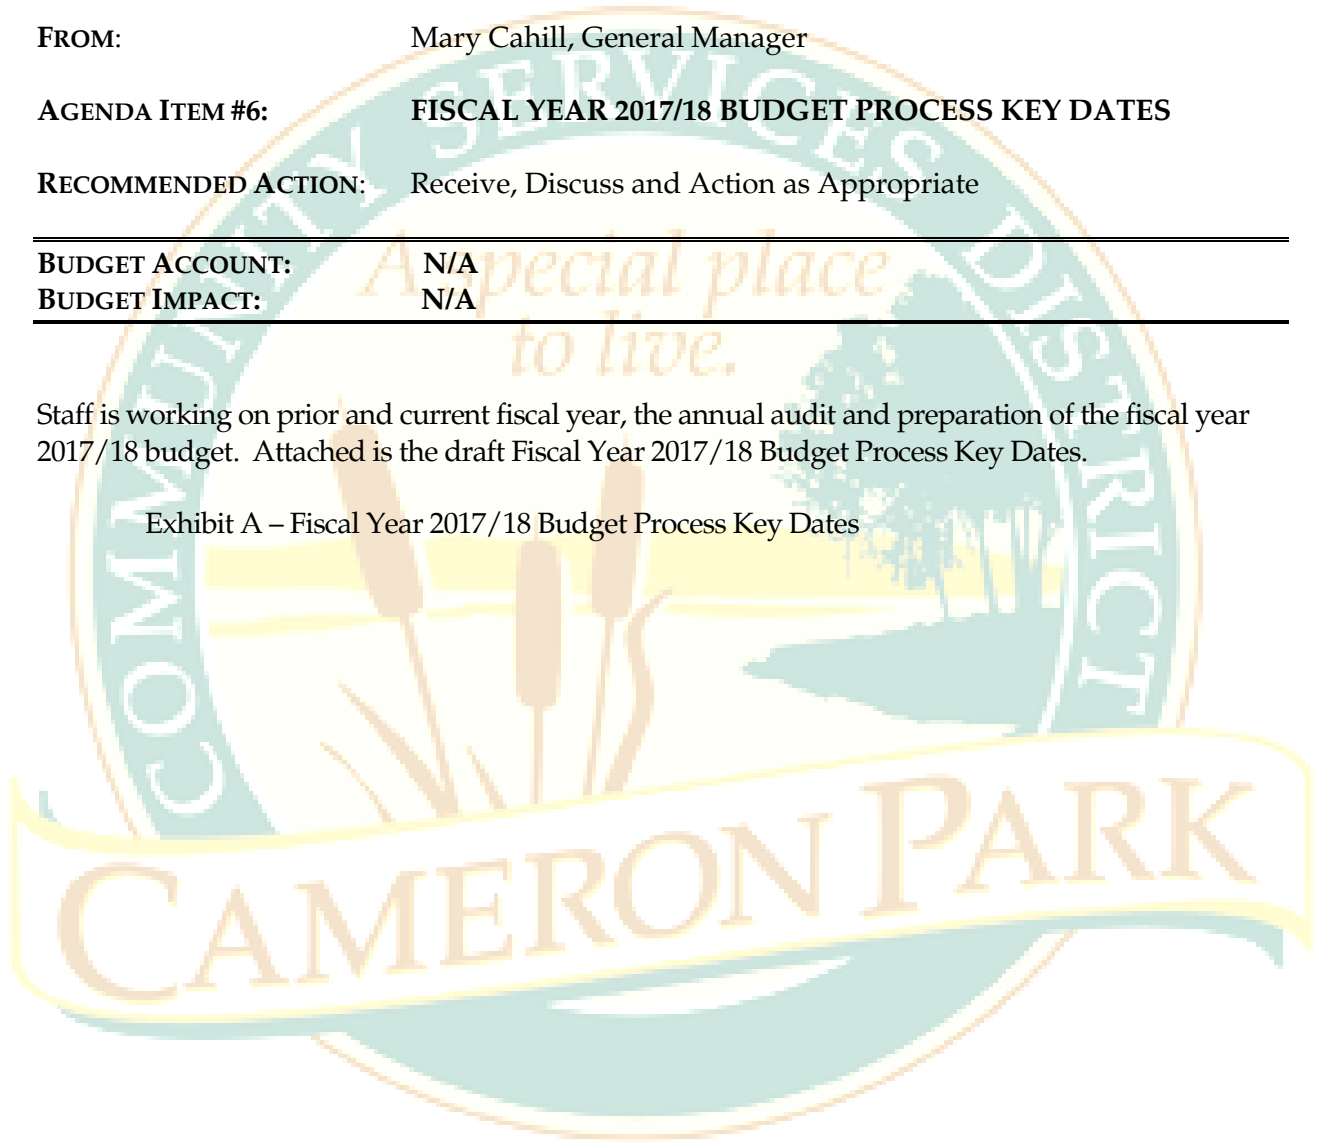 FROM: Mary Cahill, General Manager
AGENDA ITEM #6: FISCAL YEAR 2017/18 BUDGET PROCESS KEY DATES
RECOMMENDED ACTION: Receive, Discuss and Action as Appropriate
BUDGET ACCOUNT: N/A
BUDGET IMPACT: N/A
Staff is working on prior and current fiscal year, the annual audit and preparation of the fiscal year
2017/18 budget. Attached is the draft Fiscal Year 2017/18 Budget Process Key Dates.
Exhibit A – Fiscal Year 2017/18 Budget Process Key Dates
COMMUNITY SERVICES DISTRICT
A special place
to live.
CAMERON PARK